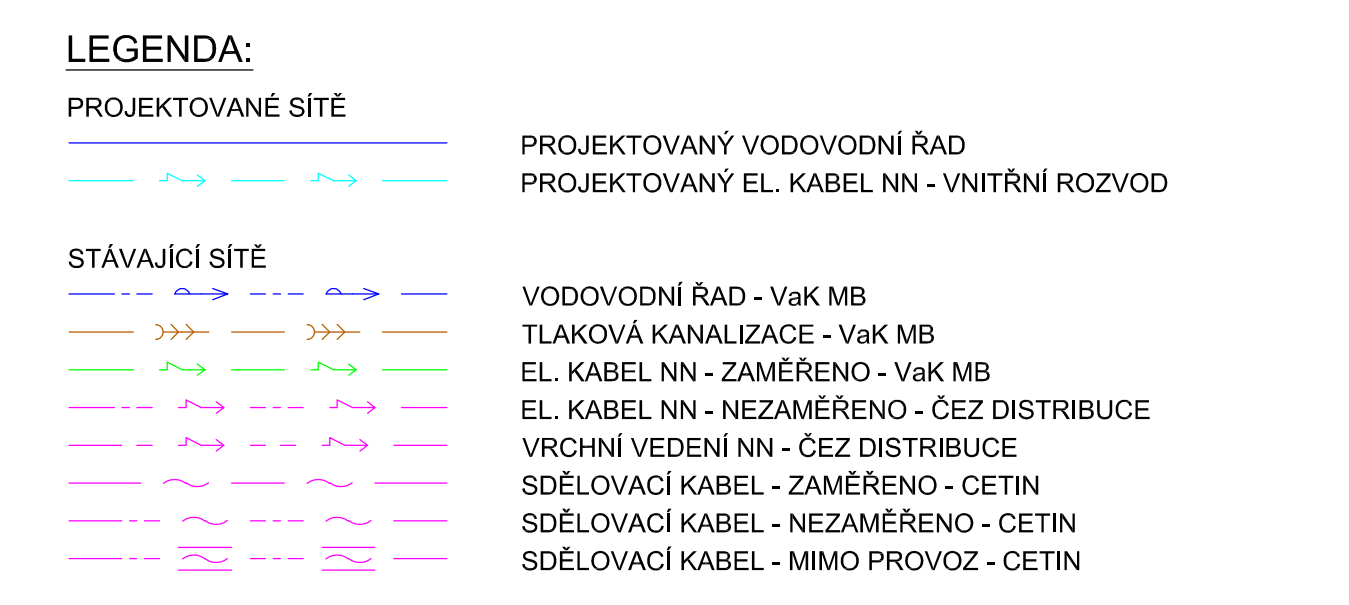 LEGENDA:
PROJEKTOVANÉ SÍTĚ
PROJEKTOVANÝ VODOVODNÍ ŘAD
PROJEKTOVANÝ EL. KABEL NN - VNITŘNÍ ROZVOD
STÁVAJÍCÍ SÍTĚ
VODOVODNÍ ŘAD - VaK MB
TLAKOVÁ KANALIZACE - VaK MB
EL. KABEL NN - ZAMĚŘENO - VaK MB
EL. KABEL NN - NEZAMĚŘENO - ČEZ DISTRIBUCE
VRCHNÍ VEDENÍ NN - ČEZ DISTRIBUCE
SDĚLOVACÍ KABEL - ZAMĚŘENO - CETIN
SDĚLOVACÍ KABEL - NEZAMĚŘENO - CETIN
SDĚLOVACÍ KABEL - MIMO PROVOZ - CETIN